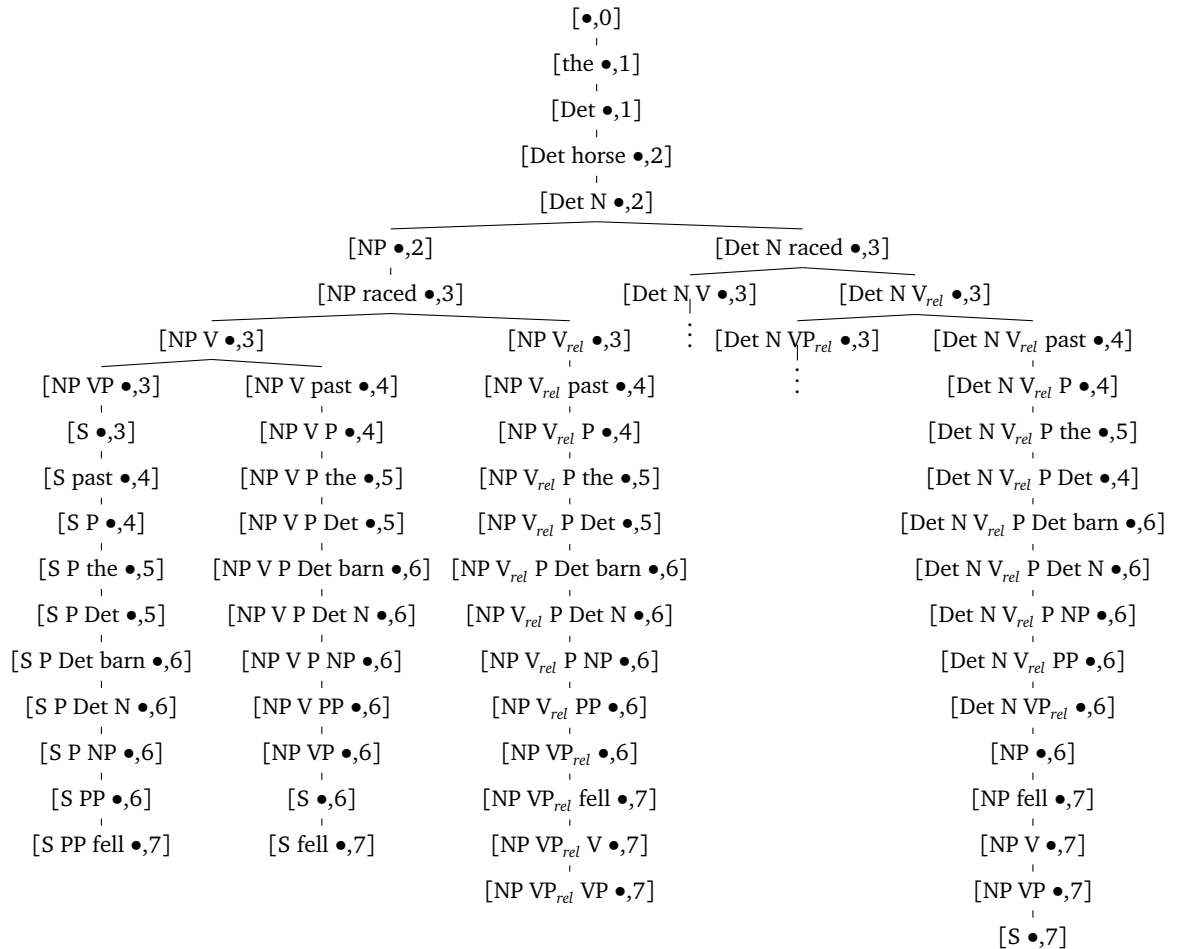 [●,0]
[the ●,1]
[Det ●,1]
[Det horse ●,2]
[Det N ●,2]
[NP ●,2] [Det N raced ●,3]
[NP raced ●,3] [Det N V ●,3] [Det N V_rel ●,3]
[NP V ●,3] [NP V_rel ●,3] ⋮ [Det N VP_rel ●,3] [Det N V_rel past ●,4]
[NP VP ●,3] [NP V past ●,4] [NP V_rel past ●,4] ⋮ [Det N V_rel P ●,4]
[S ●,3] [NP V P ●,4] [NP V_rel P ●,4] [Det N V_rel P the ●,5]
[S past ●,4] [NP V P the ●,5] [NP V_rel P the ●,5] [Det N V_rel P Det ●,4]
[S P ●,4] [NP V P Det ●,5] [NP V_rel P Det ●,5] [Det N V_rel P Det barn ●,6]
[S P the ●,5] [NP V P Det barn ●,6] [NP V_rel P Det barn ●,6] [Det N V_rel P Det N ●,6]
[S P Det ●,5] [NP V P Det N ●,6] [NP V_rel P Det N ●,6] [Det N V_rel P NP ●,6]
[S P Det barn ●,6] [NP V P NP ●,6] [NP V_rel P NP ●,6] [Det N V_rel PP ●,6]
[S P Det N ●,6] [NP V PP ●,6] [NP V_rel PP ●,6] [Det N VP_rel ●,6]
[S P NP ●,6] [NP VP ●,6] [NP VP_rel ●,6] [NP ●,6]
[S PP ●,6] [S ●,6] [NP VP_rel fell ●,7] [NP fell ●,7]
[S PP fell ●,7] [S fell ●,7] [NP VP_rel V ●,7] [NP V ●,7]
[NP VP_rel VP ●,7] [NP VP ●,7]
[S ●,7]